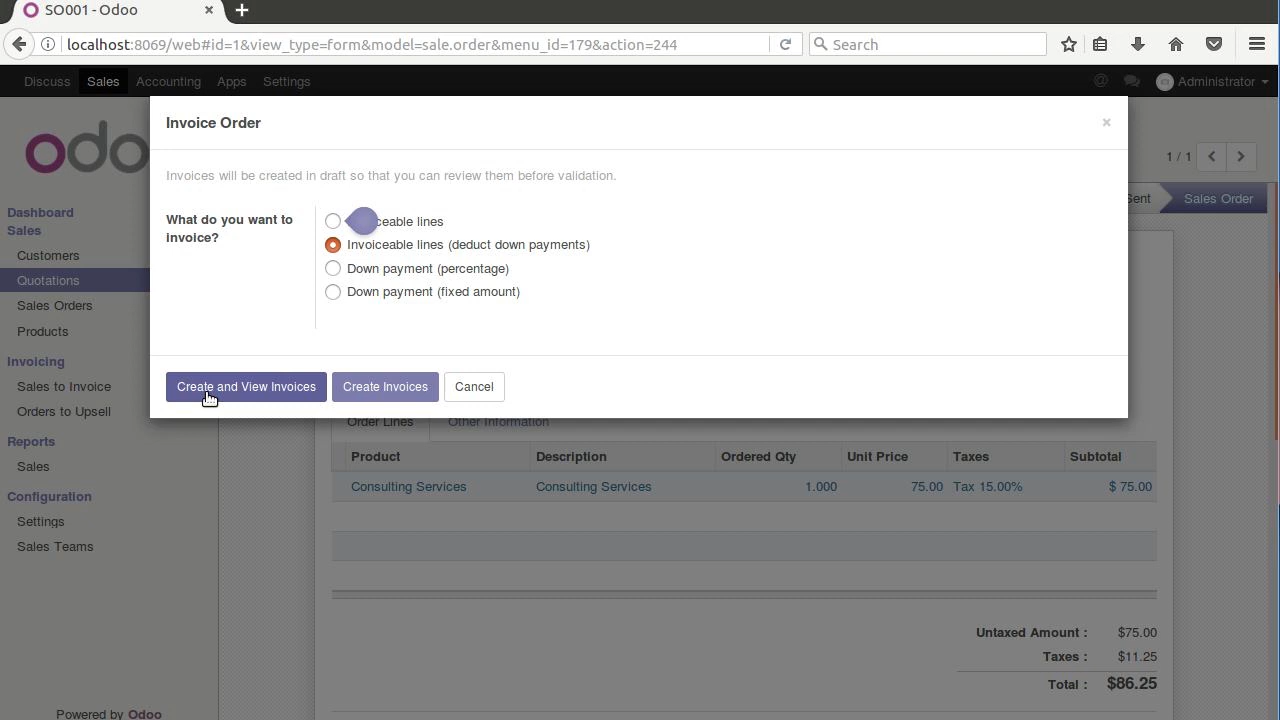 SO001 - Odoo
localhost:8069/web#id=1&view_type=form&model=sale.order&menu_id=179&action=244
Search
Discuss Sales Accounting Apps Settings
@ Administrator
odo
Invoice Order ×
1 / 1
Sent Sales Order
Invoices will be created in draft so that you can review them before validation.
What do you want to
invoice?
ceable lines
Invoiceable lines (deduct down payments)
Down payment (percentage)
Down payment (fixed amount)
Create and View Invoices Create Invoices Cancel
Dashboard
Sales
Customers
Quotations
Sales Orders
Products
Invoicing
Sales to Invoice
Orders to Upsell
Reports
Sales
Configuration
Settings
Sales Teams
Powered by Odoo
Order Lines Other Information
Product Description Ordered Qty Unit Price Taxes Subtotal
Consulting Services Consulting Services 1.000 75.00 Tax 15.00% $ 75.00
Untaxed Amount : $75.00
Taxes : $11.25
Total : $86.25